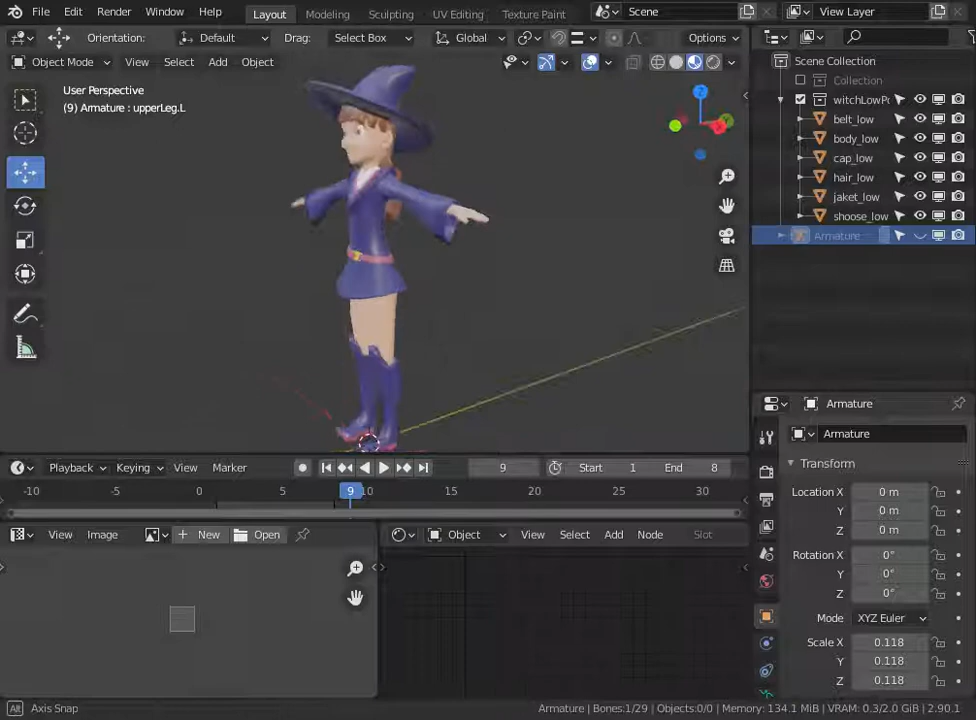 File Edit Render Window Help Layout Modeling Sculpting UV Editing Texture Paint Scene View Layer
Orientation: Default Drag: Select Box Global Options
Object Mode View Select Add Object
User Perspective
(9) Armature : upperLeg.L
Z
Scene Collection
Collection
witchLowPo
belt_low
body_low
cap_low
hair_low
jaket_low
shoose_low
Armature
Armature
Armature
Transform
Location X 0 m
Y 0 m
Z 0 m
Rotation X 0°
Y 0°
Z 0°
Mode XYZ Euler
Scale X 0.118
Y 0.118
Z 0.118
Playback Keying View Marker 9 Start 1 End 8
-10 -5 0 5 9 10 15 20 25 30
View Image New Open
Object View Select Add Node Slot
Alt Axis Snap
Armature | Bones:1/29 | Objects:0/0 | Memory: 134.1 MiB | VRAM: 0.3/2.0 GiB | 2.90.1